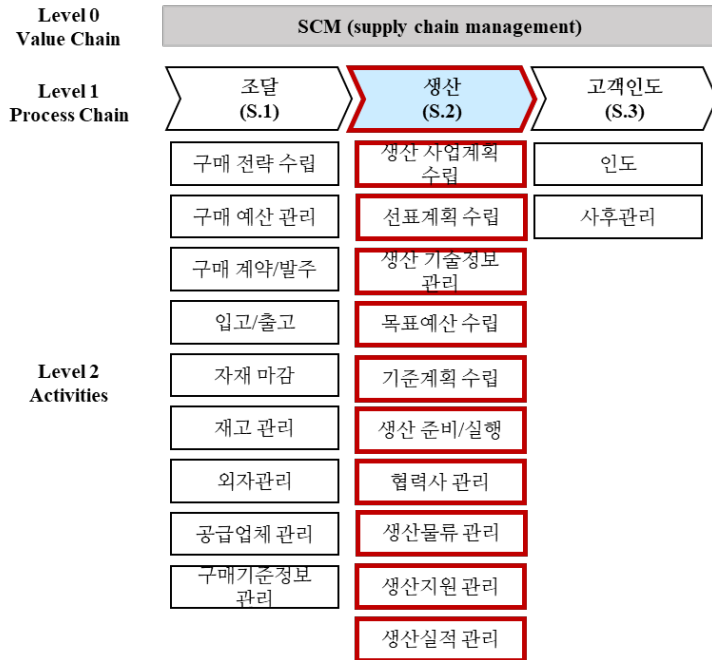 Level 0
Value Chain
SCM (supply chain management)
Level 1
Process Chain
조달
(S.1)
생산
(S.2)
고객인도
(S.3)
Level 2
Activities
구매 전략 수립
구매 예산 관리
구매 계약/발주
입고/출고
자재 마감
재고 관리
외자관리
공급업체 관리
구매기준정보
관리
생산 사업계획
수립
선표계획 수립
생산 기술정보
관리
목표예산 수립
기준계획 수립
생산 준비/실행
협력사 관리
생산물류 관리
생산지원 관리
생산실적 관리
인도
사후관리